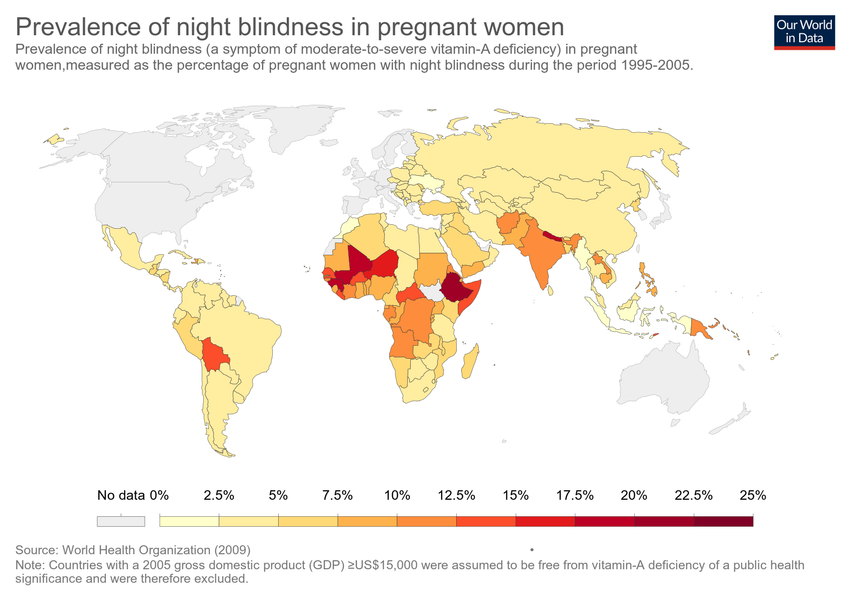 Prevalence of night blindness in pregnant women
Our World
in Data
Prevalence of night blindness (a symptom of moderate-to-severe vitamin-A deficiency) in pregnant
women,measured as the percentage of pregnant women with night blindness during the period 1995-2005.
No data 0% 2.5% 5% 7.5% 10% 12.5% 15% 17.5% 20% 22.5% 25%
Source: World Health Organization (2009)
Note: Countries with a 2005 gross domestic product (GDP) ≥US$15,000 were assumed to be free from vitamin-A deficiency of a public health
significance and were therefore excluded.